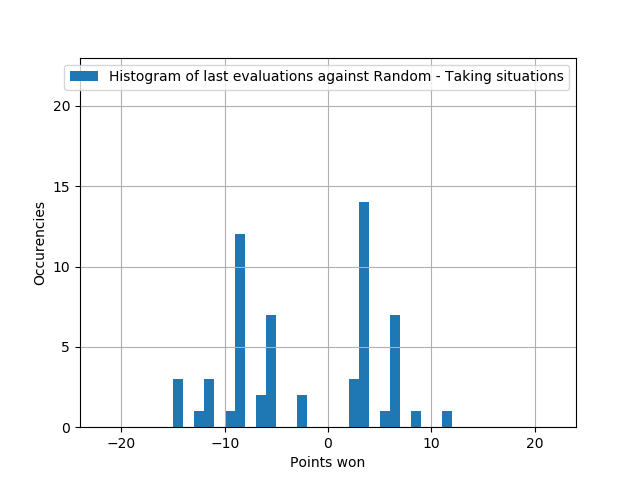 Histogram of last evaluations against Random - Taking situations
20
15
10
5
0
Occurencies
−20 −10 0 10 20
Points won